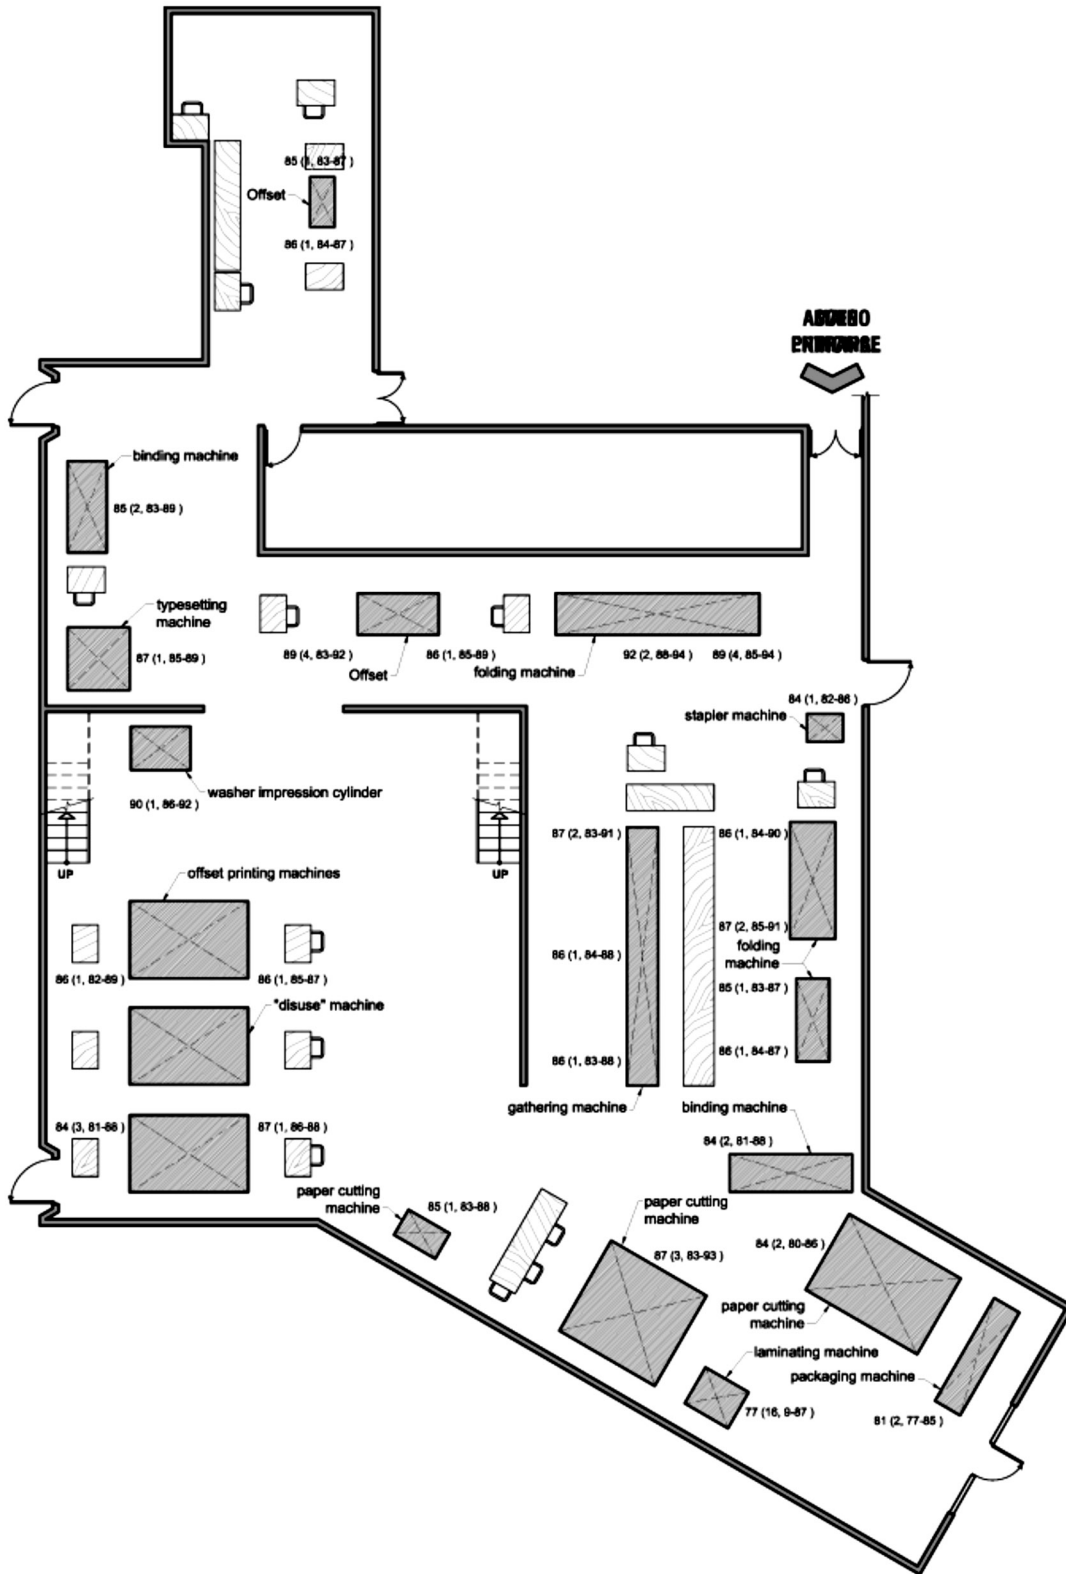 85 (1, 83-87 )
Offset
86 (1, 84-87 )
binding machine
85 (2, 83-89 )
typesetting
machine
87 (1, 85-89 )
89 (4, 83-92 )
Offset
86 (1, 85-89 )
folding machine
92 (2, 88-94 )
89 (4, 85-94 )
84 (1, 82-86 )
stapler machine
washer impression cylinder
90 (1, 86-92 )
UP
UP
87 (2, 83-91 )
86 (1, 84-90 )
offset printing machines
86 (1, 82-89 )
86 (1, 85-87 )
86 (1, 84-88 )
87 (2, 85-91 )
folding
machine
85 (1, 83-87 )
"disuse" machine
86 (1, 83-88 )
86 (1, 84-87 )
gathering machine
binding machine
84 (3, 81-88 )
87 (1, 86-88 )
84 (2, 81-88 )
paper cutting
machine
85 (1, 83-88 )
paper cutting
machine
87 (3, 83-93 )
84 (2, 80-86 )
paper cutting
machine
laminating machine
packaging machine
77 (16, 9-87 )
81 (2, 77-85 )